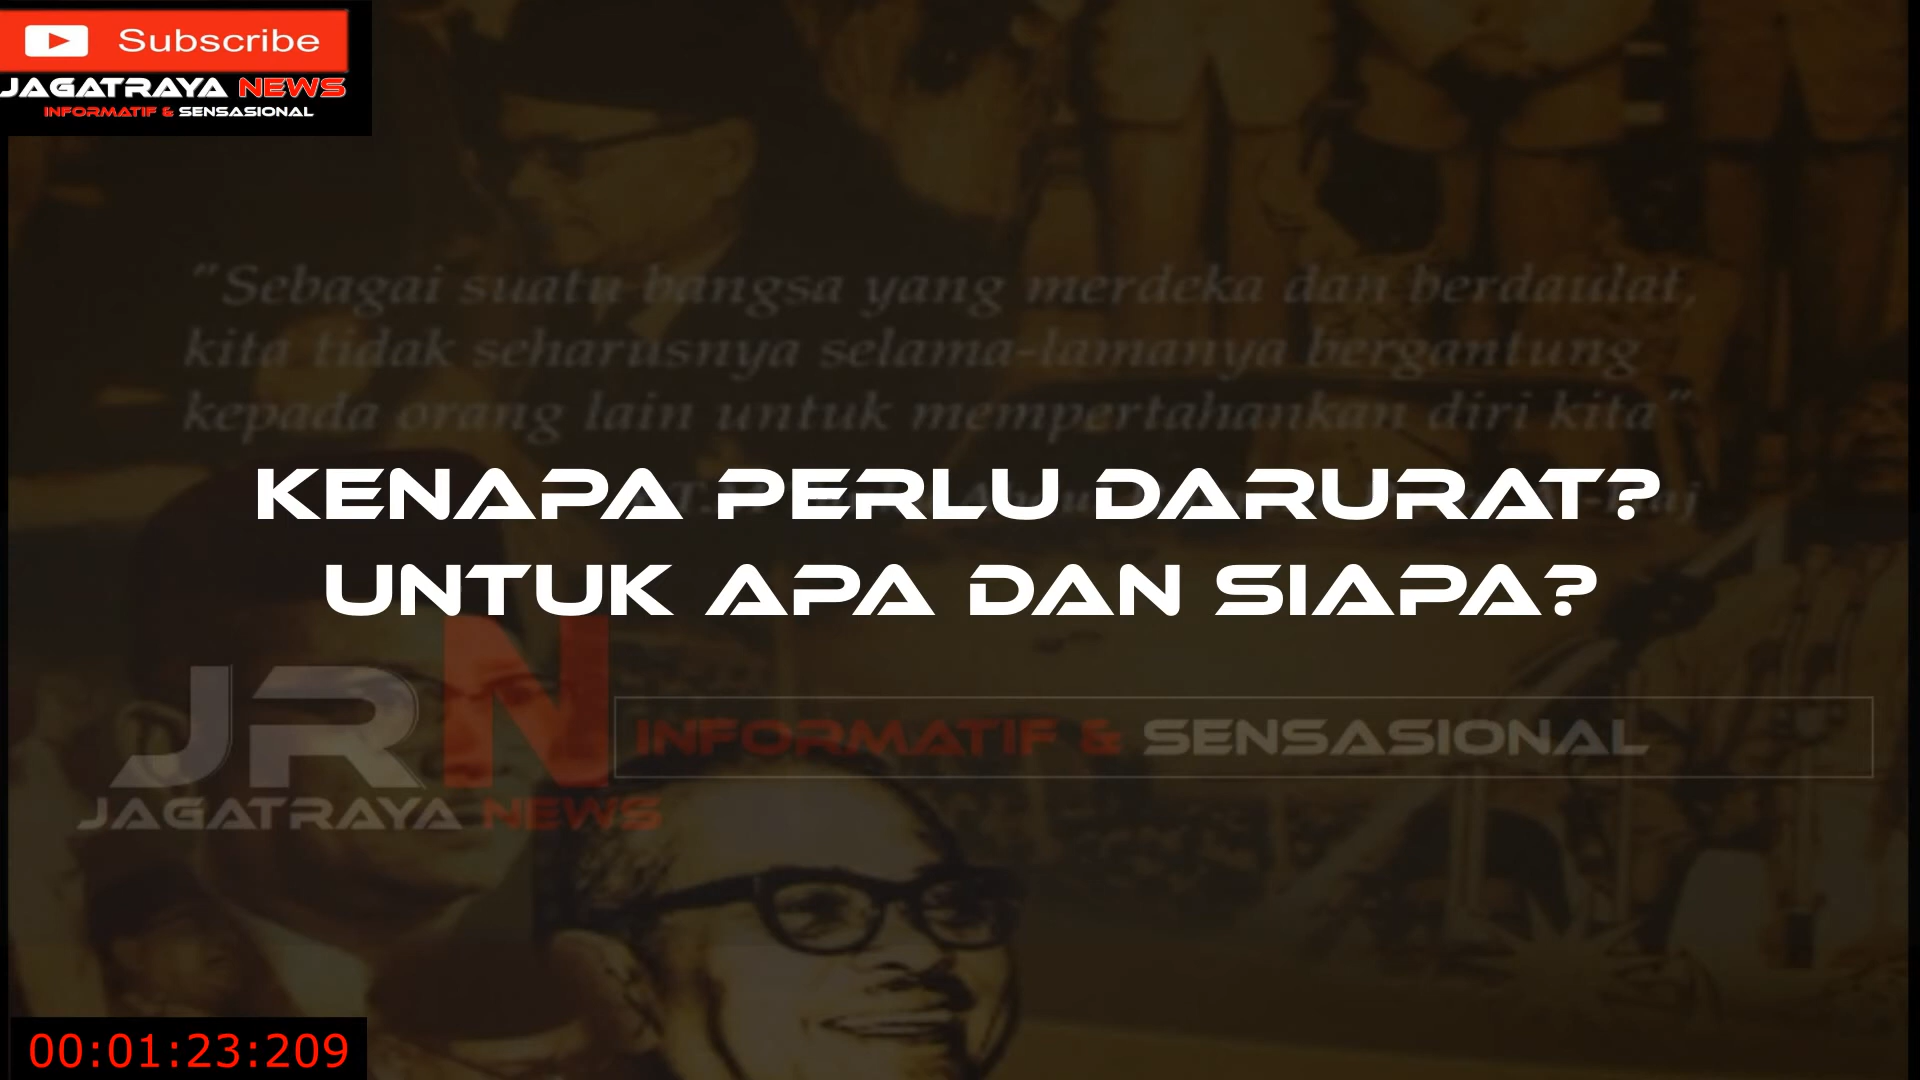 Subscribe
JAGATRAYA NEWS
INFORMATIF & SENSASIONAL
"Sebagai suatu bangsa yang merdeka dan berdaulat,
kita tidak seharusnya selama-lamanya bergantung
kepada orang lain untuk mempertahankan diri kita"
KENAPA PERLU DARURAT?
UNTUK APA DAN SIAPA?
JRN
INFORMATIF & SENSASIONAL
JAGATRAYA NEWS
00:01:23:209